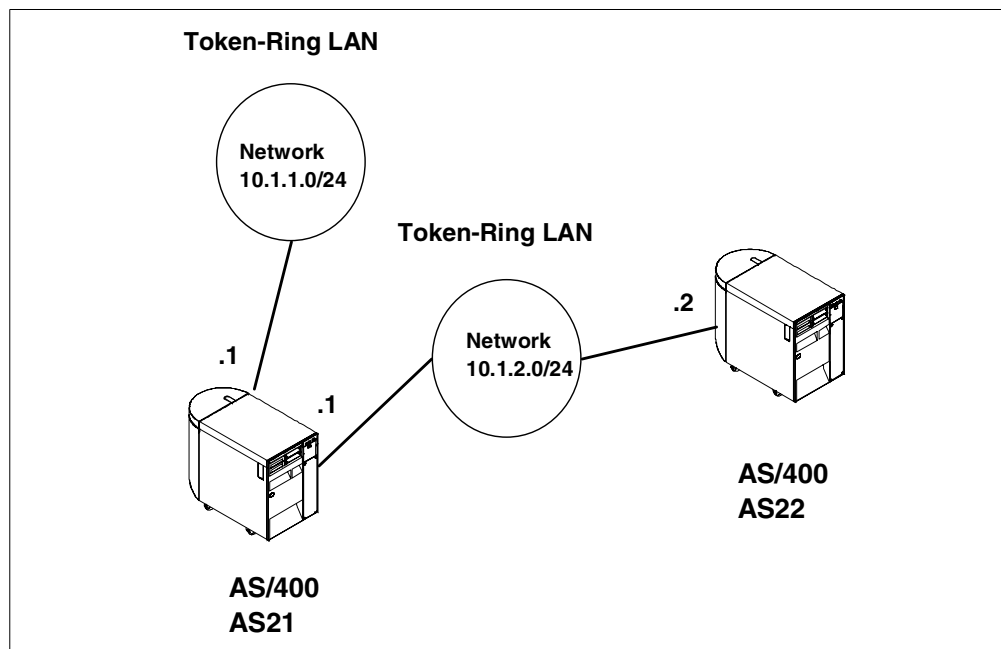 Token-Ring LAN
Network
10.1.1.0/24
Token-Ring LAN
Network
10.1.2.0/24
.2
.1
.1
AS/400
AS22
AS/400
AS21